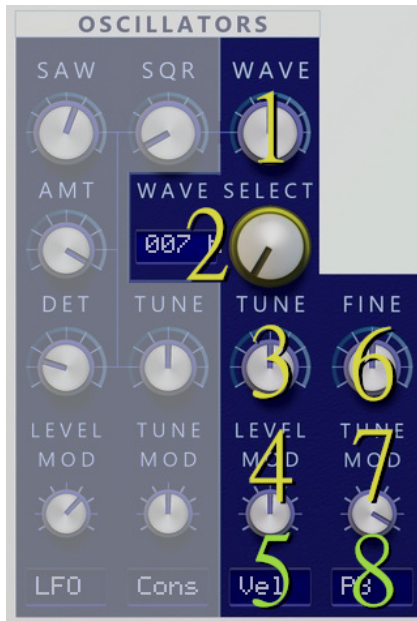 OSCILLATORS
SAW SQR WAVE
1
AMT WAVE SELECT
007 2
DET TUNE TUNE FINE
3 6
LEVEL MOD TUNE MOD LEVEL MOD TUNE MOD
4 7
LFO Cons Vel PB
5 8